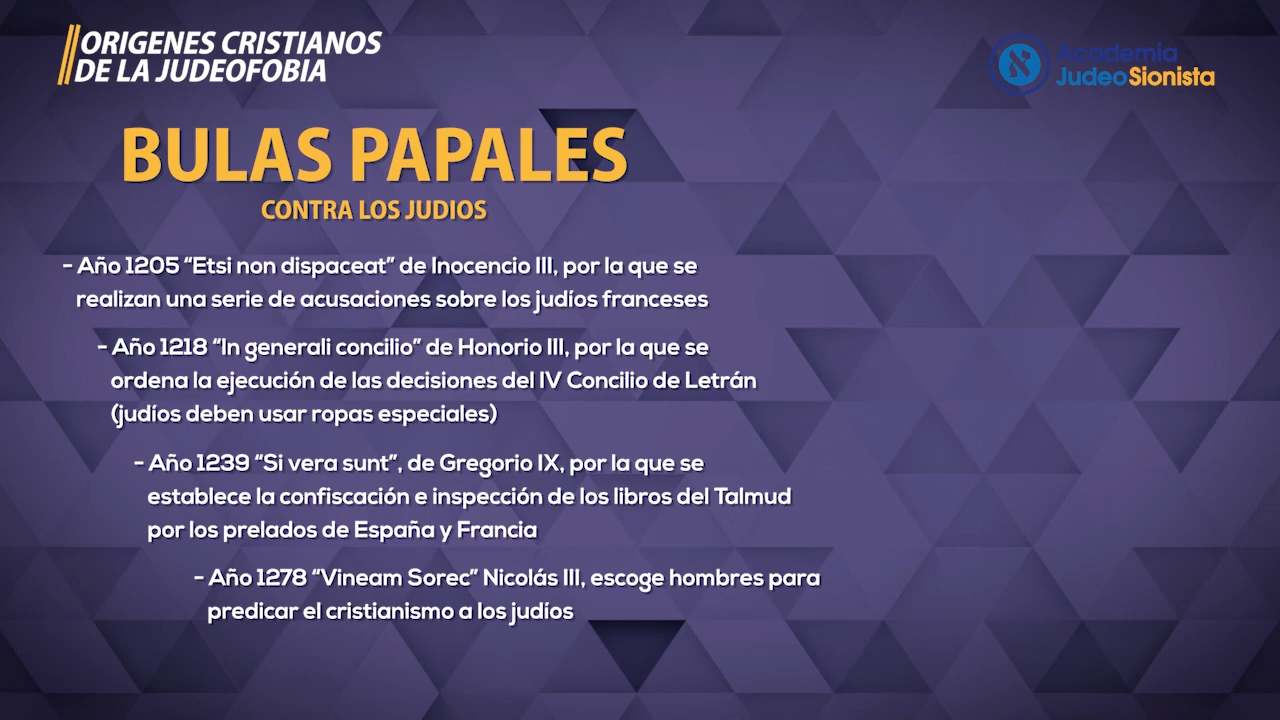 ORIGENES CRISTIANOS
DE LA JUDEOFOBIA
Academia
JudeoSionista
BULAS PAPALES
CONTRA LOS JUDIOS
- Año 1205 “Etsi non dispaceat” de Inocencio III, por la que se
realizan una serie de acusaciones sobre los judíos franceses
- Año 1218 “In generali concilio” de Honorio III, por la que se
ordena la ejecución de las decisiones del IV Concilio de Letrán
(judíos deben usar ropas especiales)
- Año 1239 “Si vera sunt”, de Gregorio IX, por la que se
establece la confiscación e inspección de los libros del Talmud
por los prelados de España y Francia
- Año 1278 “Vineam Sorec” Nicolás III, escoge hombres para
predicar el cristianismo a los judíos